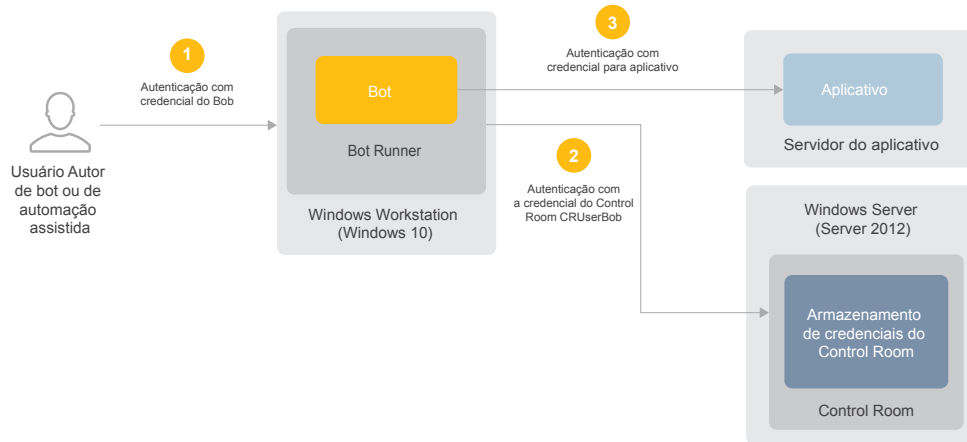 1
Autenticação com
credencial do Bob
Usuário Autor
de bot ou de
automação
assistida
Bot
Bot Runner
Windows Workstation
(Windows 10)
3
Autenticação com
credencial para aplicativo
2
Autenticação com
a credencial do Control
Room CRUserBob
Aplicativo
Servidor do aplicativo
Windows Server
(Server 2012)
Armazenamento
de credenciais do
Control Room
Control Room